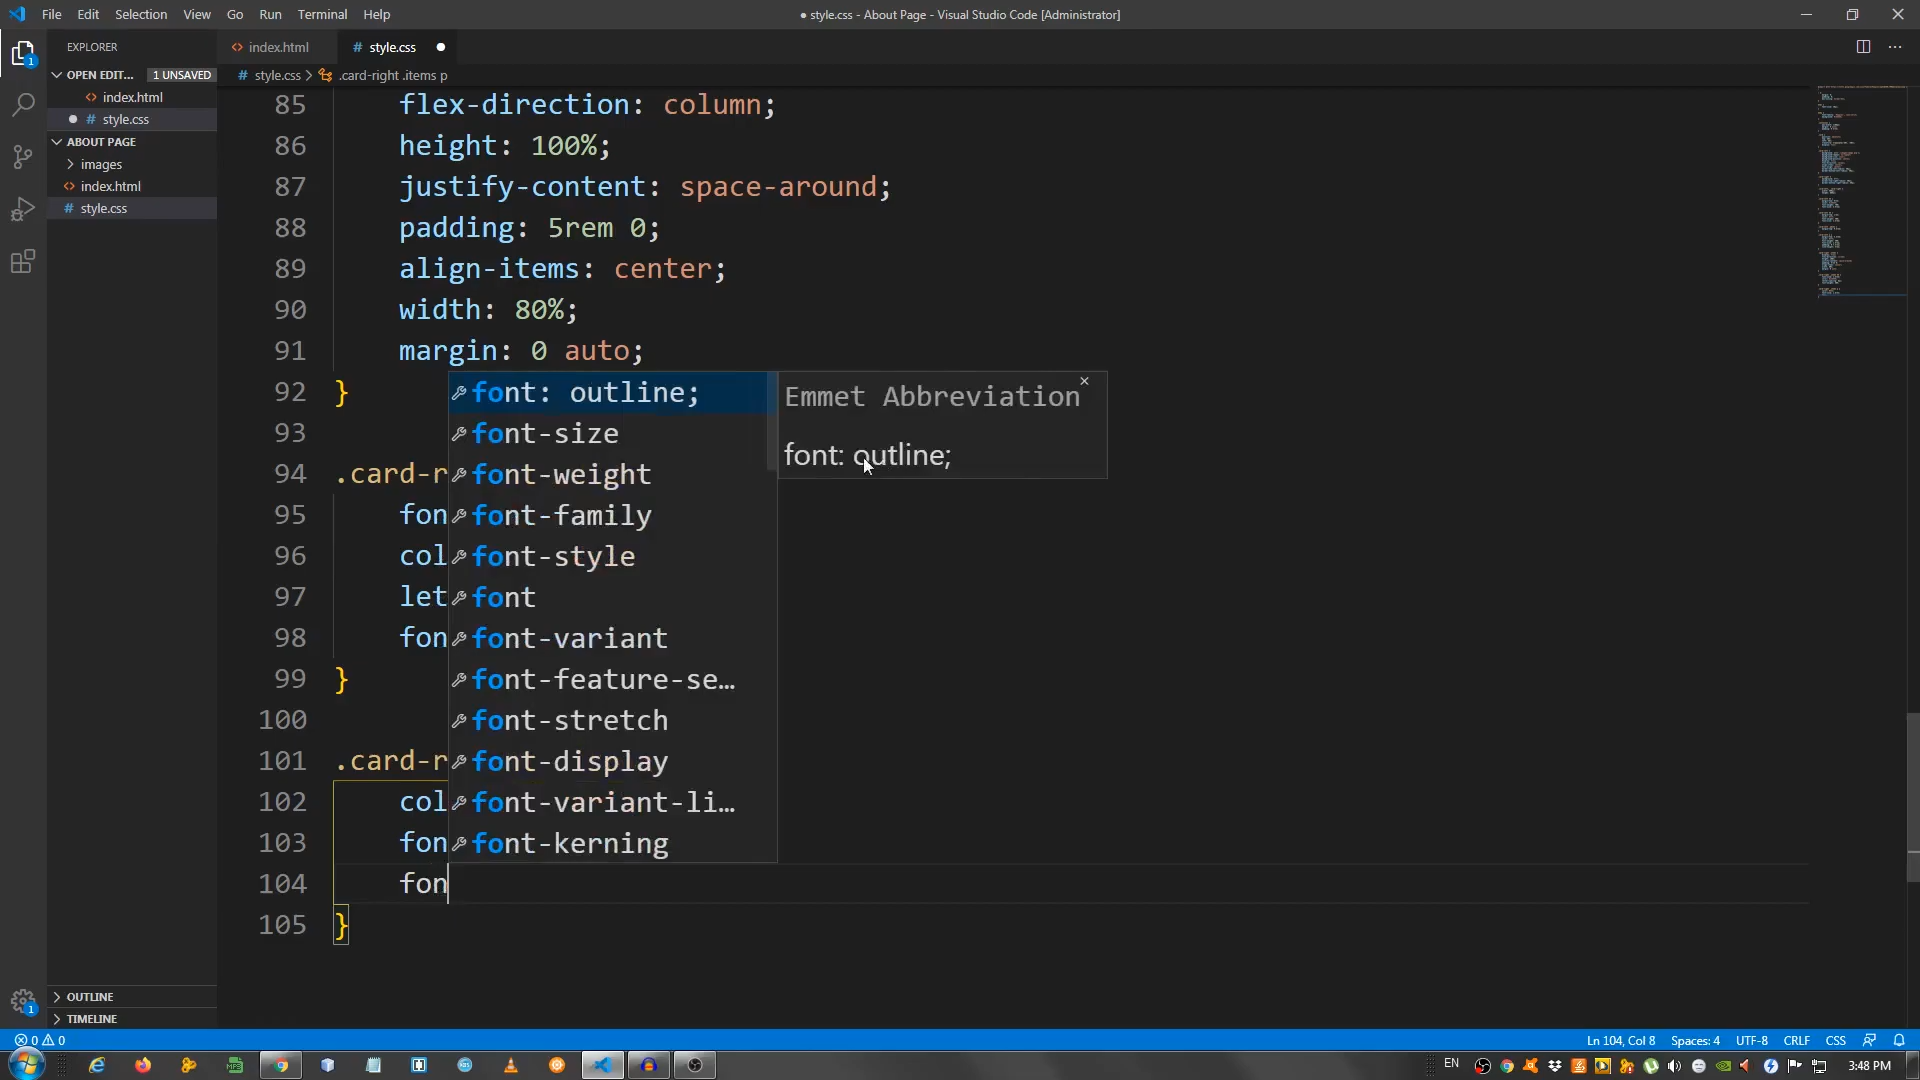 File Edit Selection View Go Run Terminal Help
● style.css - About Page - Visual Studio Code [Administrator]
EXPLORER
OPEN EDIT... 1 UNSAVED
<> index.html
● # style.css
ABOUT PAGE
images
<> index.html
# style.css
OUTLINE
TIMELINE
<> index.html
# style.css ●
# style.css > .card-right .items p
85 flex-direction: column;
86 height: 100%;
87 justify-content: space-around;
88 padding: 5rem 0;
89 align-items: center;
90 width: 80%;
91 margin: 0 auto;
92 }
93
94 .card-r
95 fon
96 col
97 let
98 fon
99 }
100
101 .card-r
102 col
103 fon
104 fon
105 }
font: outline;
font-size
font-weight
font-family
font-style
font
font-variant
font-feature-se…
font-stretch
font-display
font-variant-li…
font-kerning
Emmet Abbreviation
font: outline;
1
1
0 0
Ln 104, Col 8 Spaces: 4 UTF-8 CRLF CSS
EN
3:48 PM